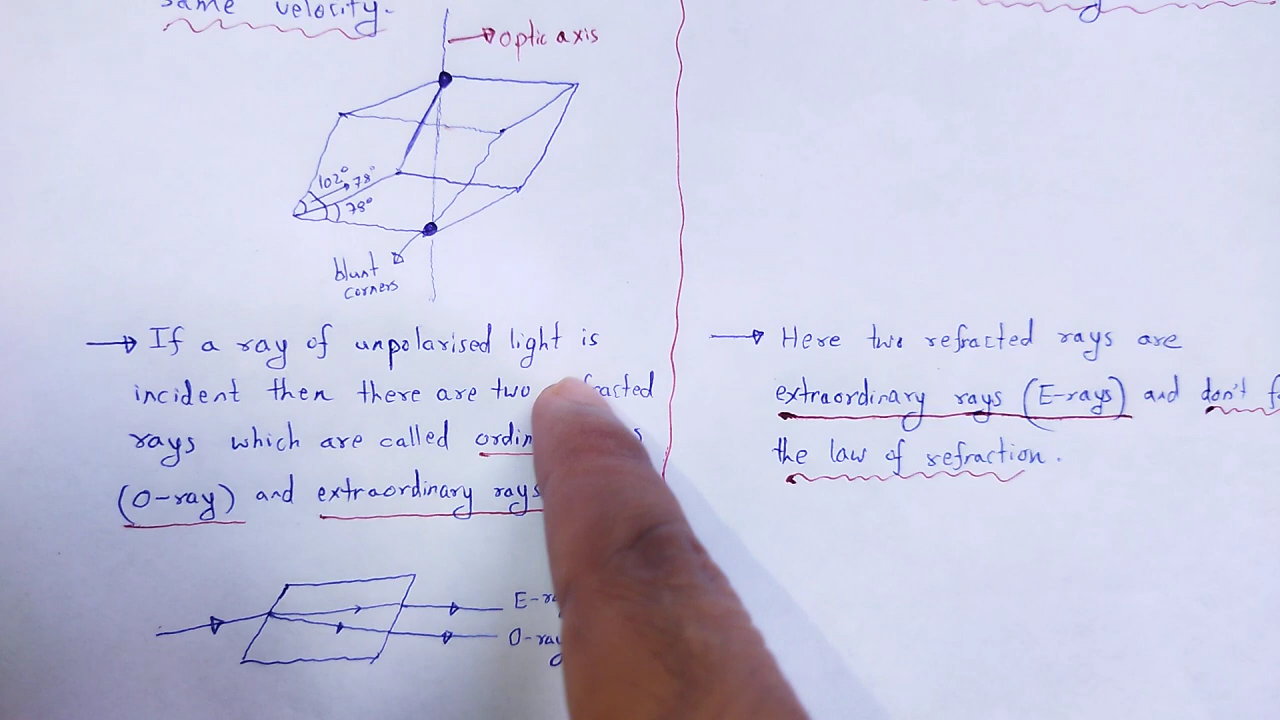 same velocity.
optic axis
102° 78°
78°
blunt
corners
→ If a ray of unpolarised light is
incident then there are two
rays which are called
(O-ray) and extraordinary rays
E-
O-ray
→ Here two refracted rays are
extraordinary rays (E-rays) and don't
the law of refraction.